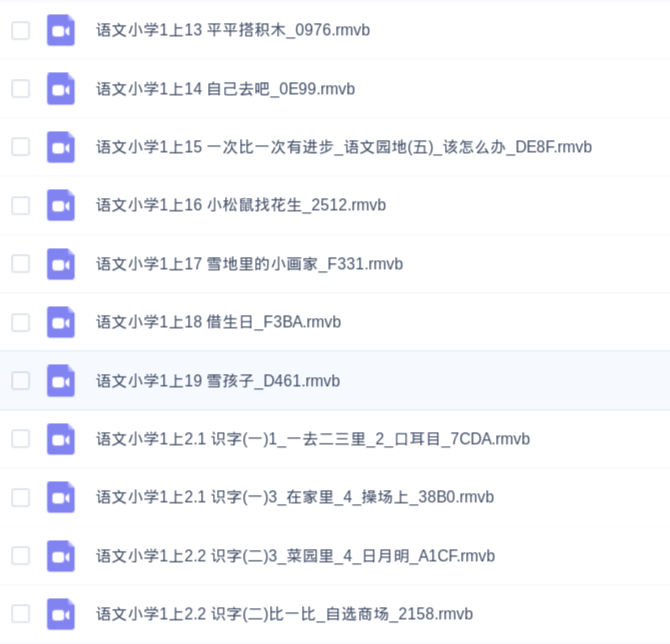 语文小学1上13 平平搭积木_0976.rmvb
语文小学1上14 自己去吧_0E99.rmvb
语文小学1上15 一次比一次有进步_语文园地(五)_该怎么办_DE8F.rmvb
语文小学1上16 小松鼠找花生_2512.rmvb
语文小学1上17 雪地里的小画家_F331.rmvb
语文小学1上18 借生日_F3BA.rmvb
语文小学1上19 雪孩子_D461.rmvb
语文小学1上2.1 识字(一)1_一去二三里_2_口耳目_7CDA.rmvb
语文小学1上2.1 识字(一)3_在家里_4_操场上_38B0.rmvb
语文小学1上2.2 识字(二)3_菜园里_4_日月明_A1CF.rmvb
语文小学1上2.2 识字(二)比一比_自选商场_2158.rmvb